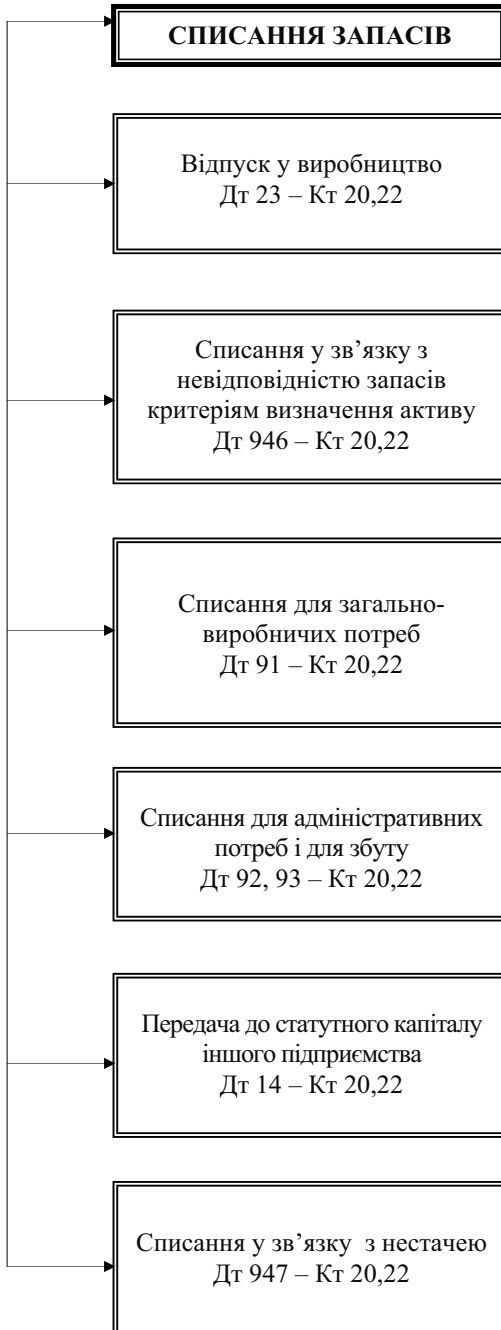 СПИСАННЯ ЗАПАСІВ
Відпуск у виробництво
Дт 23 – Кт 20,22
Списання у зв’язку з
невідповідністю запасів
критеріям визначення активу
Дт 946 – Кт 20,22
Списання для загально-
виробничих потреб
Дт 91 – Кт 20,22
Списання для адміністративних
потреб і для збуту
Дт 92, 93 – Кт 20,22
Передача до статутного капіталу
іншого підприємства
Дт 14 – Кт 20,22
Списання у зв’язку з нестачею
Дт 947 – Кт 20,22